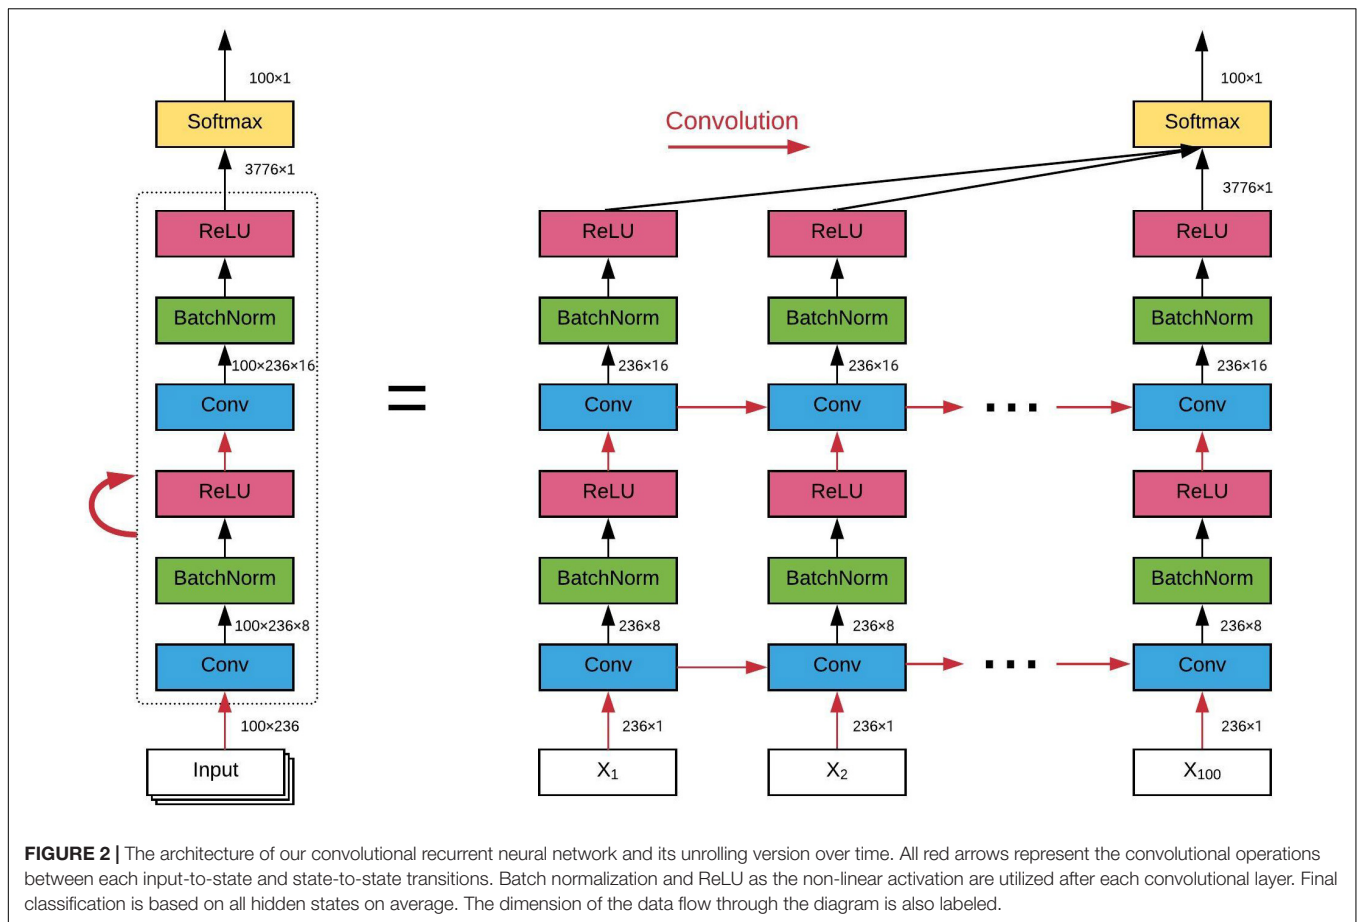 100×1
100×1
Softmax
Convolution
Softmax
3776×1
3776×1
ReLU
ReLU
ReLU
ReLU
BatchNorm
BatchNorm
BatchNorm
BatchNorm
100×236×16
236×16
236×16
236×16
Conv
=
Conv
Conv
...
Conv
ReLU
ReLU
ReLU
ReLU
BatchNorm
BatchNorm
BatchNorm
BatchNorm
100×236×8
236×8
236×8
236×8
Conv
Conv
Conv
...
Conv
100×236
236×1
236×1
236×1
Input
X₁
X₂
X₁₀₀
FIGURE 2 | The architecture of our convolutional recurrent neural network and its unrolling version over time. All red arrows represent the convolutional operations
between each input-to-state and state-to-state transitions. Batch normalization and ReLU as the non-linear activation are utilized after each convolutional layer. Final
classification is based on all hidden states on average. The dimension of the data flow through the diagram is also labeled.